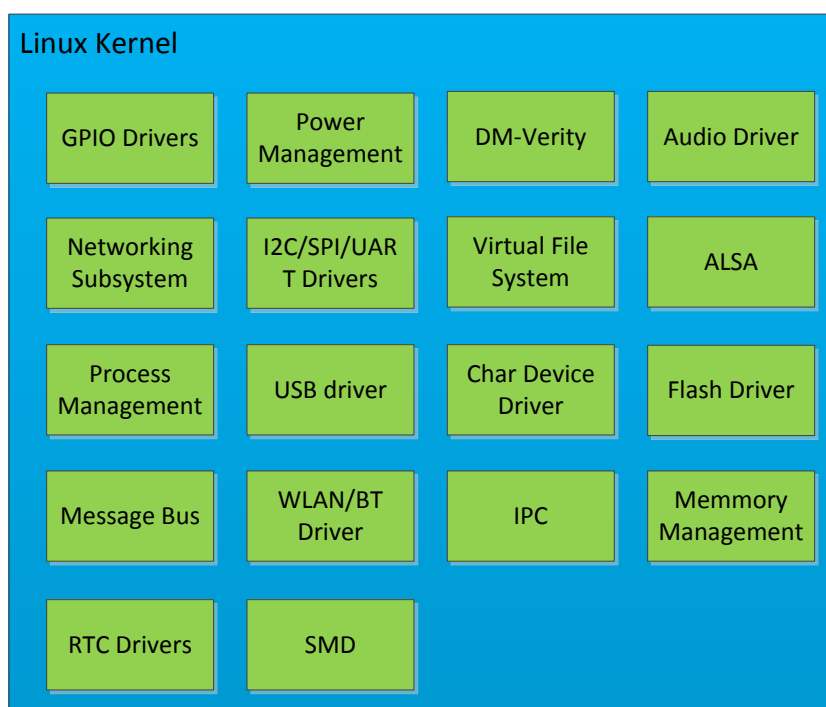 Linux Kernel
GPIO Drivers
Power
Management
DM-Verity
Audio Driver
Networking
Subsystem
I2C/SPI/UAR
T Drivers
Virtual File
System
ALSA
Process
Management
USB driver
Char Device
Driver
Flash Driver
Message Bus
WLAN/BT
Driver
IPC
Memmory
Management
RTC Drivers
SMD